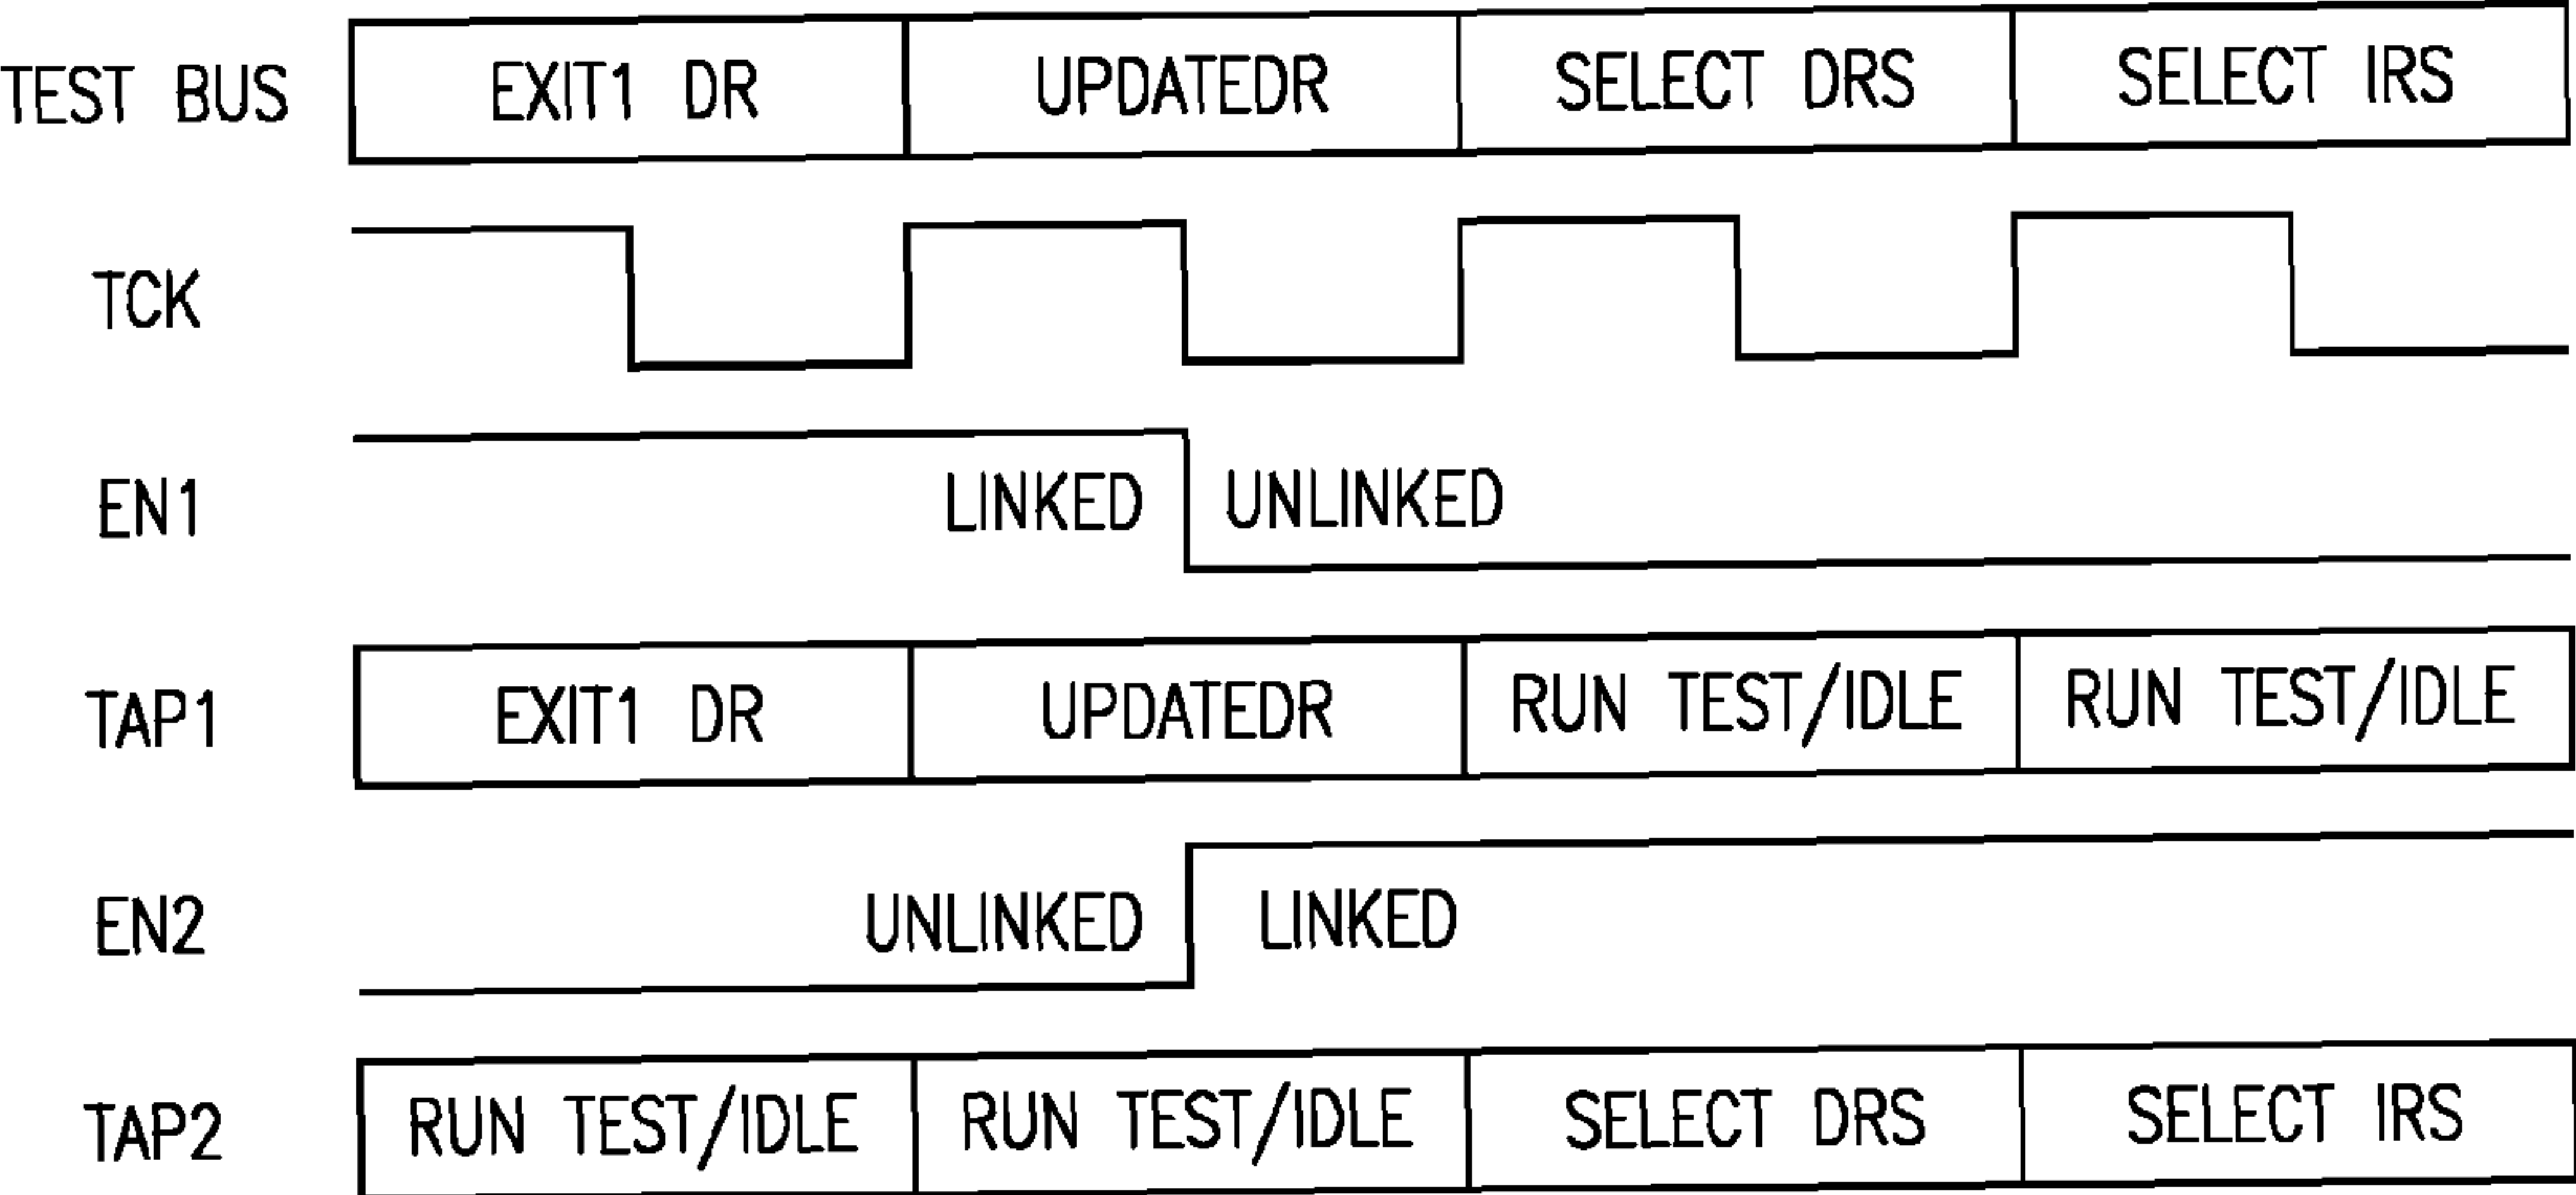 TEST BUS EXIT1 DR UPDATEDR SELECT DRS SELECT IRS
TCK
EN1 LINKED UNLINKED
TAP1 EXIT1 DR UPDATEDR RUN TEST/IDLE RUN TEST/IDLE
EN2 UNLINKED LINKED
TAP2 RUN TEST/IDLE RUN TEST/IDLE SELECT DRS SELECT IRS